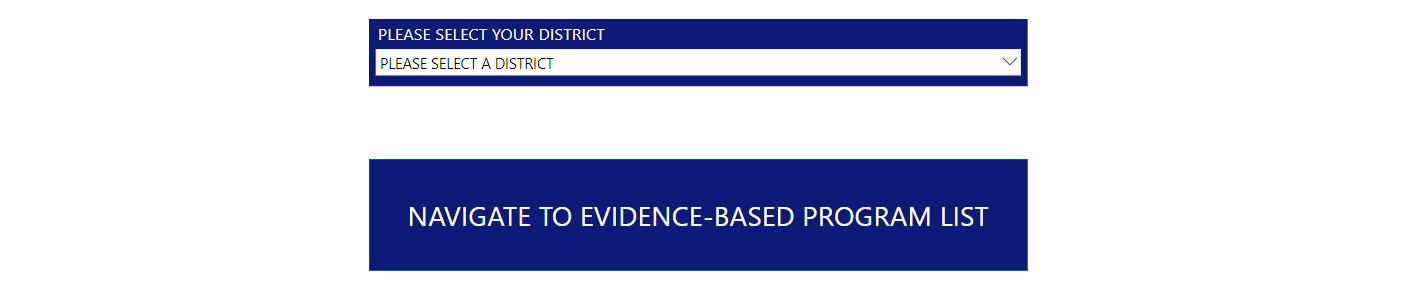 PLEASE SELECT YOUR DISTRICT
PLEASE SELECT A DISTRICT
NAVIGATE TO EVIDENCE-BASED PROGRAM LIST